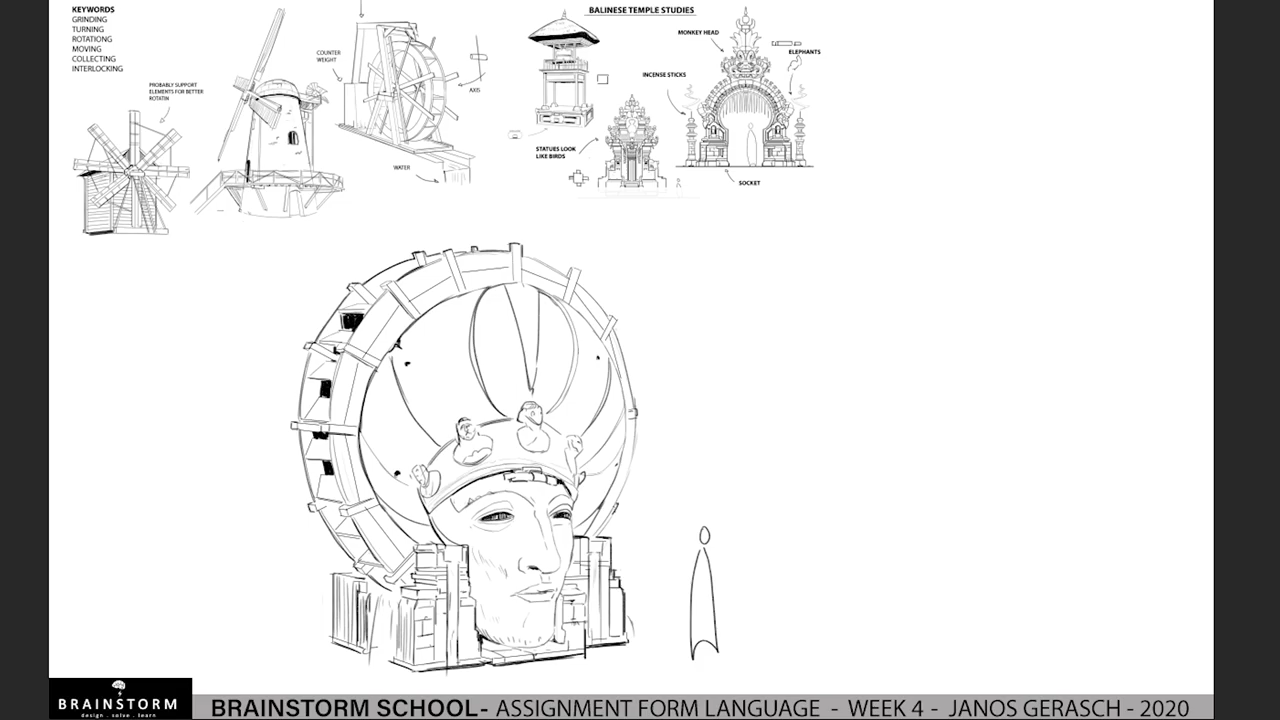 KEYWORDS
GRINDING
TURNING
ROTATIONG
MOVING
COLLECTING
INTERLOCKING
PROBABLY SUPPORT
ELEMENTS FOR BETTER
ROTATIN
COUNTER
WEIGHT
AXIS
WATER
BALINESE TEMPLE STUDIES
MONKEY HEAD
ELEPHANTS
INCENSE STICKS
STATUES LOOK
LIKE BIRDS
SOCKET
BRAINSTORM
design . solve . learn
BRAINSTORM SCHOOL- ASSIGNMENT FORM LANGUAGE - WEEK 4 - JANOS GERASCH - 2020